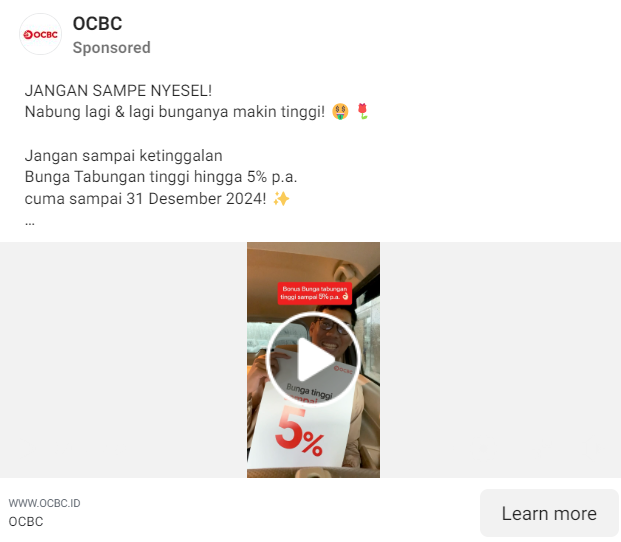 OCBC
OCBC
Sponsored
JANGAN SAMPE NYESEL!
Nabung lagi & lagi bunganya makin tinggi! 🤑 🌷
Jangan sampai ketinggalan
Bunga Tabungan tinggi hingga 5% p.a.
cuma sampai 31 Desember 2024! ✨
...
Bonus Bunga tabungan
tinggi sampai 5% p.a. 👌
OCBC
Bunga tinggi
sampai
5%
WWW.OCBC.ID
OCBC
Learn more